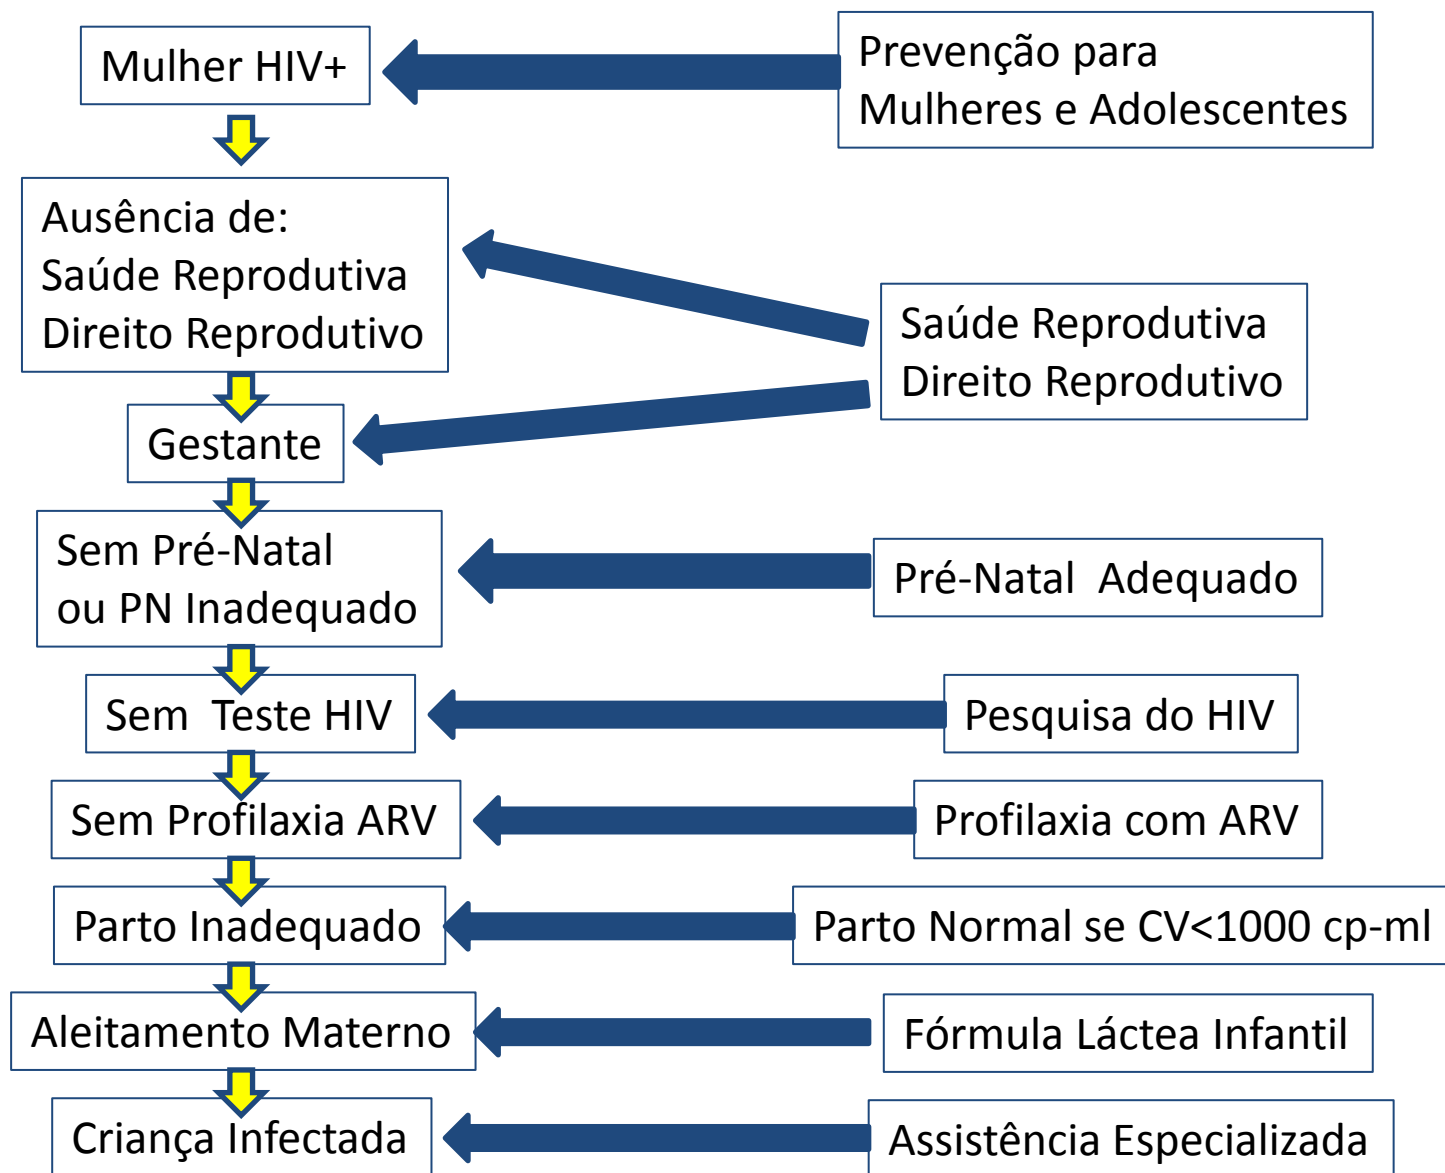 Mulher HIV+
Prevenção para
Mulheres e Adolescentes
Ausência de:
Saúde Reprodutiva
Direito Reprodutivo
Saúde Reprodutiva
Direito Reprodutivo
Gestante
Sem Pré-Natal
ou PN Inadequado
Pré-Natal Adequado
Sem Teste HIV
Pesquisa do HIV
Sem Profilaxia ARV
Profilaxia com ARV
Parto Inadequado
Parto Normal se CV<1000 cp-ml
Aleitamento Materno
Fórmula Láctea Infantil
Criança Infectada
Assistência Especializada